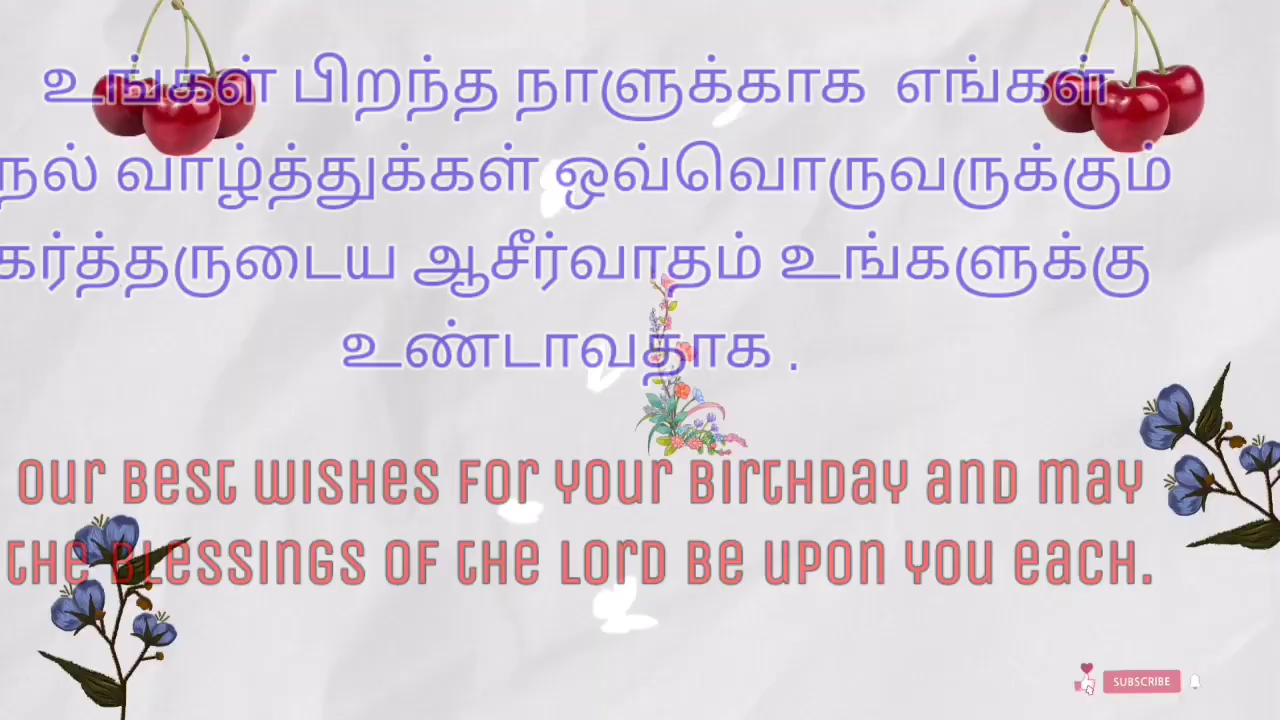 உங்கள் பிறந்த நாளுக்காக எங்கள்
நல் வாழ்த்துக்கள் ஒவ்வொருவருக்கும்
கர்த்தருடைய ஆசீர்வாதம் உங்களுக்கு
உண்டாவதாக .
our best wishes for your birthday and may
the blessings of the lord be upon you each.
SUBSCRIBE